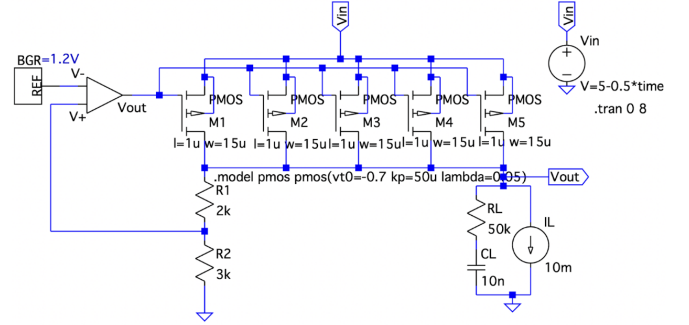 Vin
Vin
BGR=1.2V
REF
V-
V+
Vout
Vin
V=5-0.5*time
.tran 0 8
PMOS
PMOS
PMOS
PMOS
PMOS
M1
M2
M3
M4
M5
l=1u w=15u
l=1u w=15u
l=1u w=15u
l=1u w=15u
l=1u w=15u
.model pmos pmos(vt0=-0.7 kp=50u lambda=0.05)
Vout
R1
2k
RL
50k
IL
10m
R2
3k
CL
10n